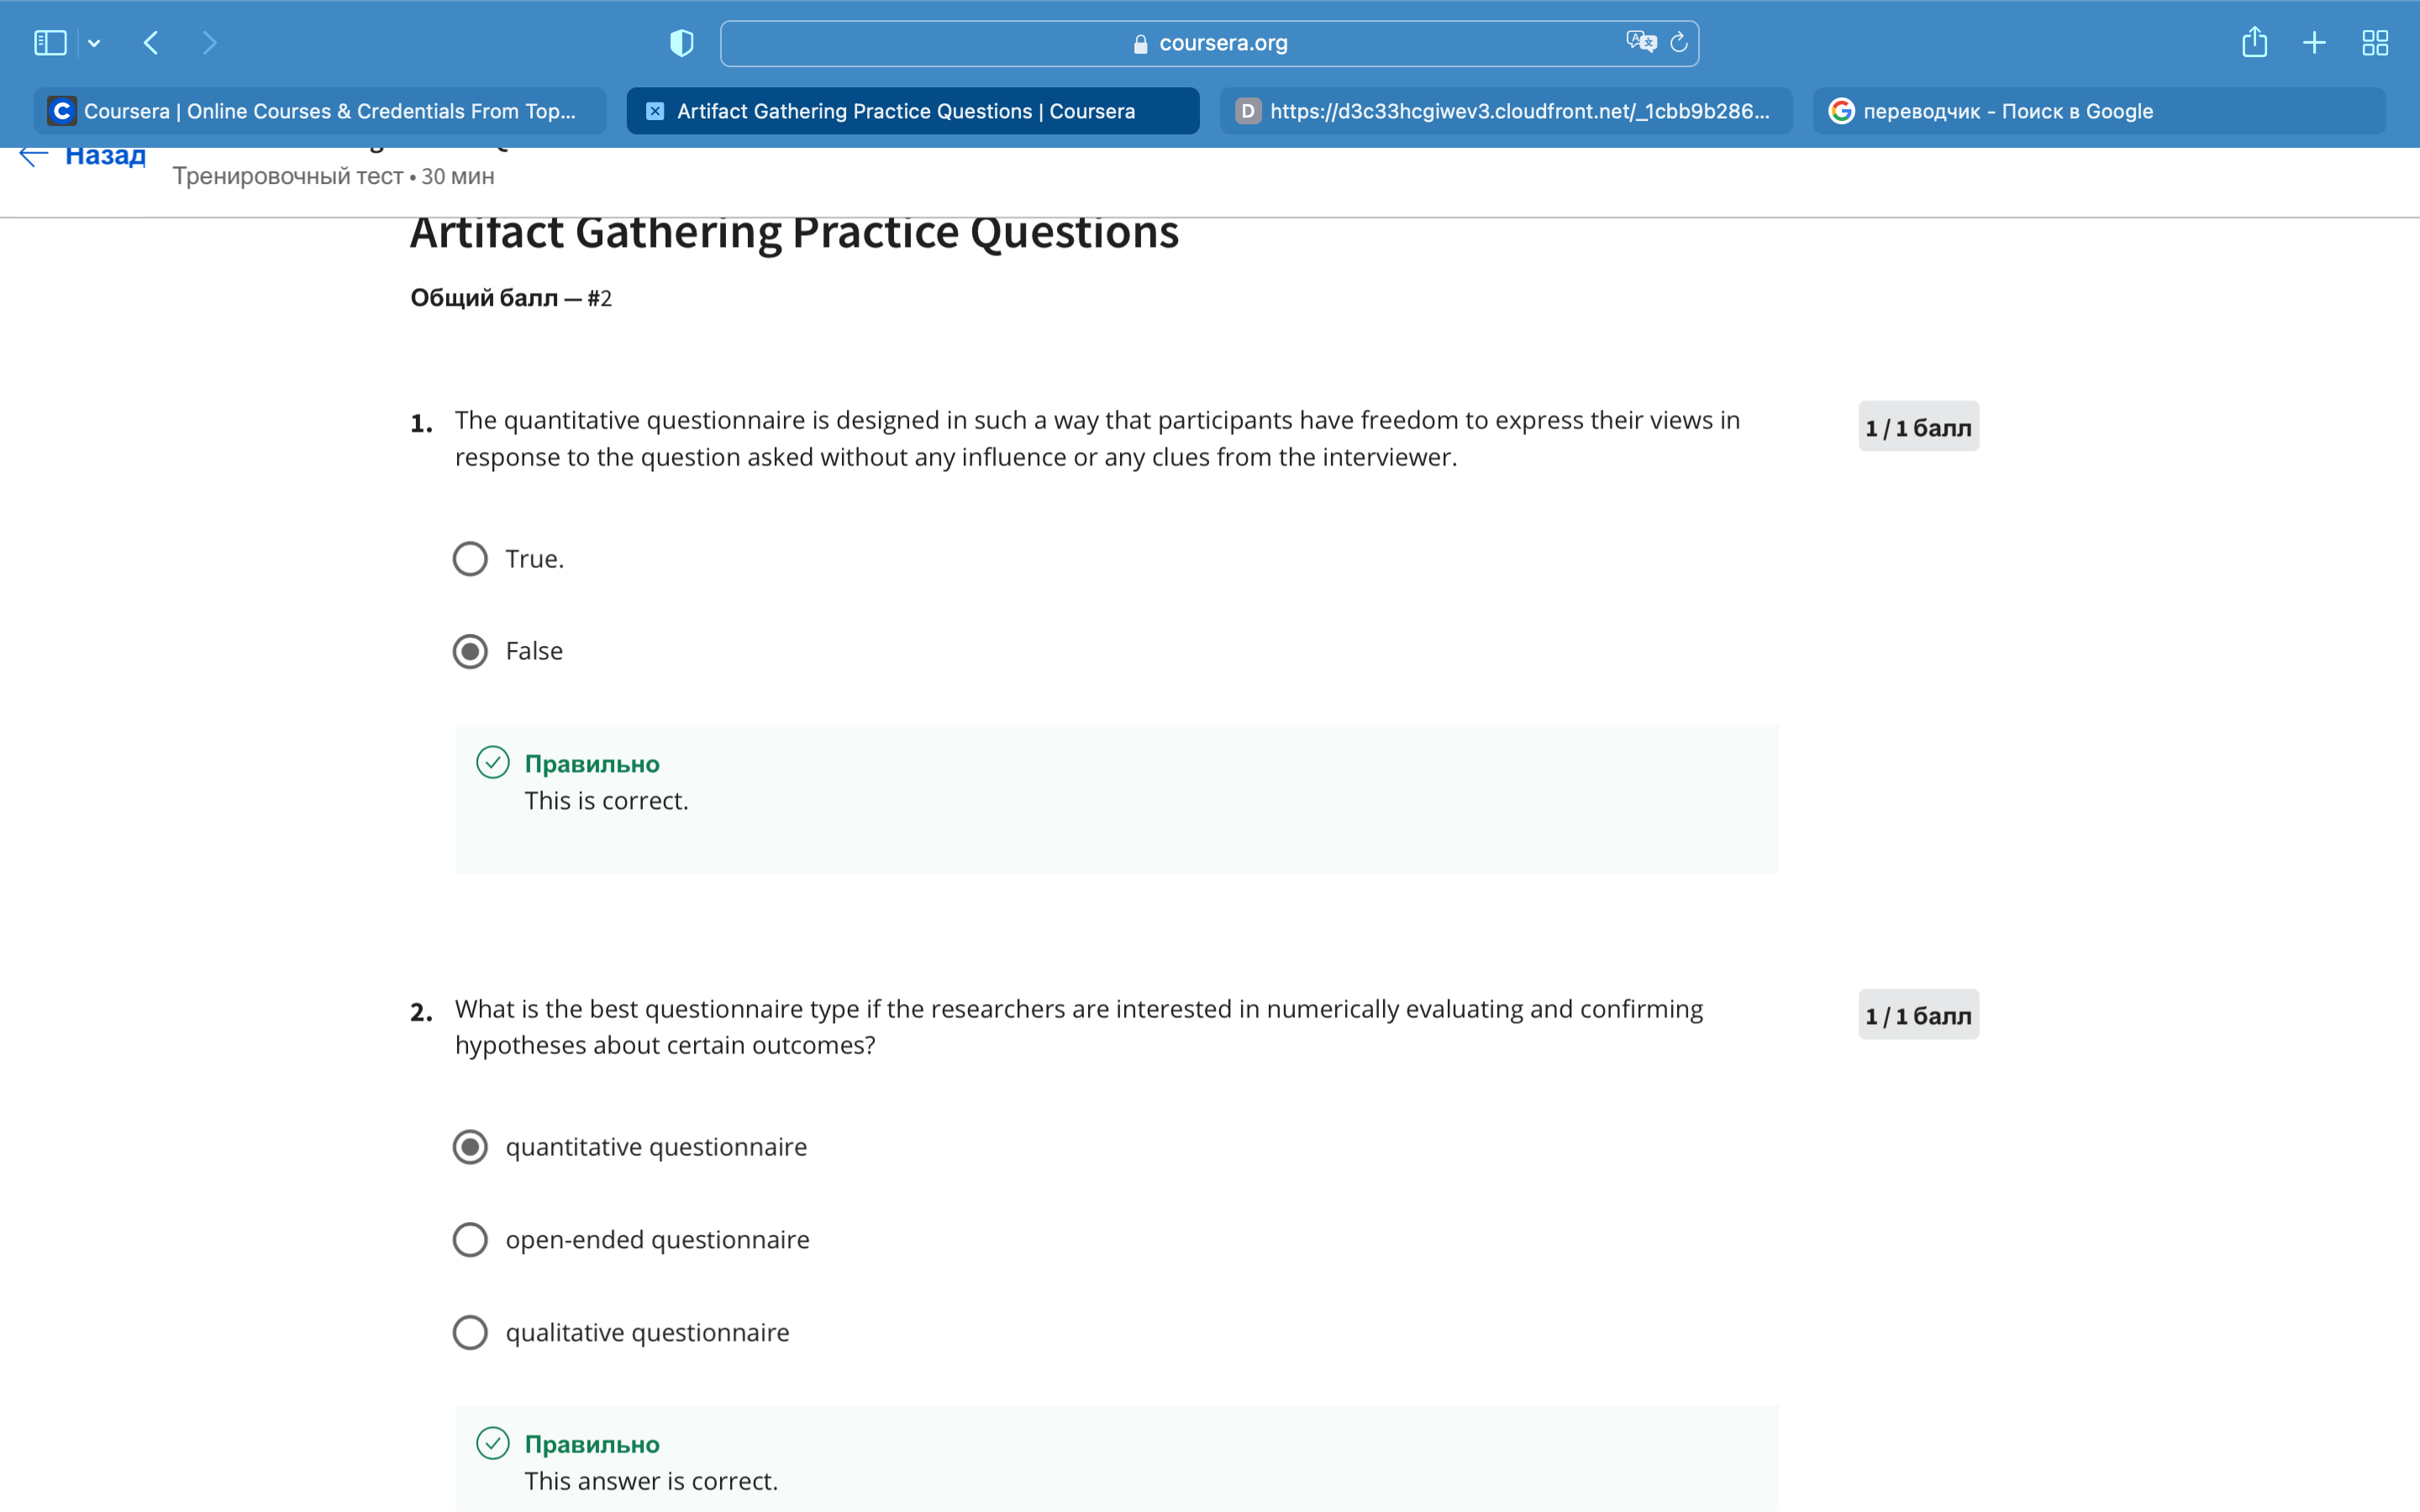 coursera.org
Coursera | Online Courses & Credentials From Top...
Artifact Gathering Practice Questions | Coursera
D https://d3c33hcgiwev3.cloudfront.net/_1cbb9b286...
переводчик - Поиск в Google
Назад
Тренировочный тест • 30 мин
Artifact Gathering Practice Questions
Общий балл — #2
1. The quantitative questionnaire is designed in such a way that participants have freedom to express their views in
response to the question asked without any influence or any clues from the interviewer.
1 / 1 балл
True.
False
Правильно
This is correct.
2. What is the best questionnaire type if the researchers are interested in numerically evaluating and confirming
hypotheses about certain outcomes?
1 / 1 балл
quantitative questionnaire
open-ended questionnaire
qualitative questionnaire
Правильно
This answer is correct.